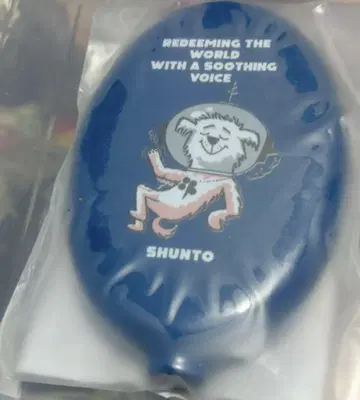 REDEEMING THE
WORLD
WITH A SOOTHING
VOICE
SHUNTO